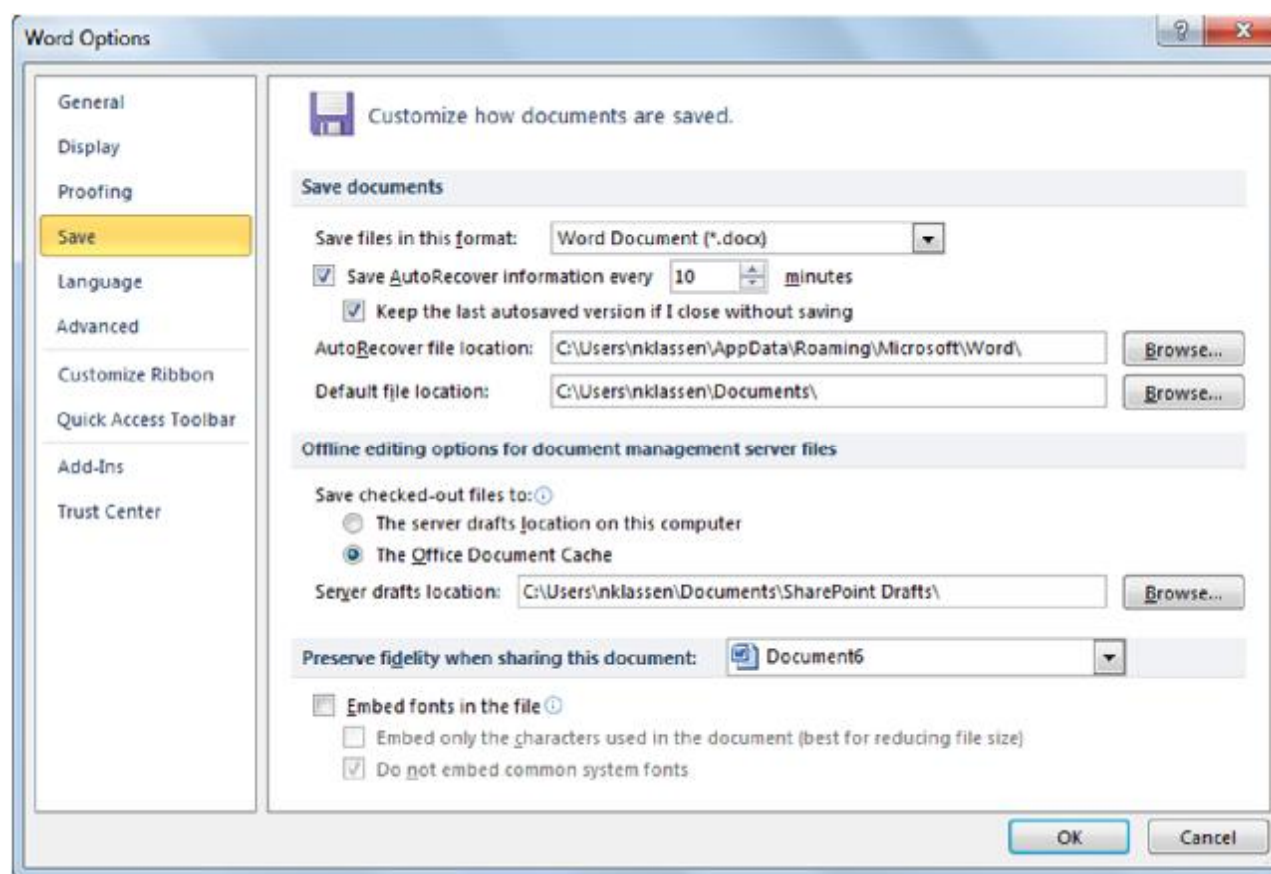 Word Options
General
Display
Proofing
Save
Language
Advanced
Customize Ribbon
Quick Access Toolbar
Add-Ins
Trust Center
Customize how documents are saved.
Save documents
Save files in this format: Word Document (*.docx)
Save AutoRecover information every 10 minutes
Keep the last autosaved version if I close without saving
AutoRecover file location: C:\Users\nklassen\AppData\Roaming\Microsoft\Word\ Browse...
Default file location: C:\Users\nklassen\Documents\ Browse...
Offline editing options for document management server files
Save checked-out files to:
The server drafts location on this computer
The Office Document Cache
Server drafts location: C:\Users\nklassen\Documents\SharePoint Drafts\ Browse...
Preserve fidelity when sharing this document: Document6
Embed fonts in the file
Embed only the characters used in the document (best for reducing file size)
Do not embed common system fonts
OK Cancel